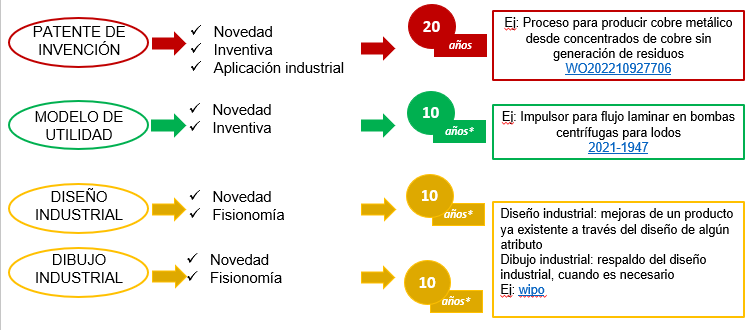 PATENTE DE
INVENCIÓN
✓ Novedad
✓ Inventiva
✓ Aplicación industrial
20
años
Ej: Proceso para producir cobre metálico
desde concentrados de cobre sin
generación de residuos
WO202210927706
MODELO DE
UTILIDAD
✓ Novedad
✓ Inventiva
10
años*
Ej: Impulsor para flujo laminar en bombas
centrífugas para lodos
2021-1947
DISEÑO
INDUSTRIAL
✓ Novedad
✓ Fisionomía
10
años*
DIBUJO
INDUSTRIAL
✓ Novedad
✓ Fisionomía
10
años*
Diseño industrial: mejoras de un producto
ya existente a través del diseño de algún
atributo
Dibujo industrial: respaldo del diseño
industrial, cuando es necesario
Ej: wipo